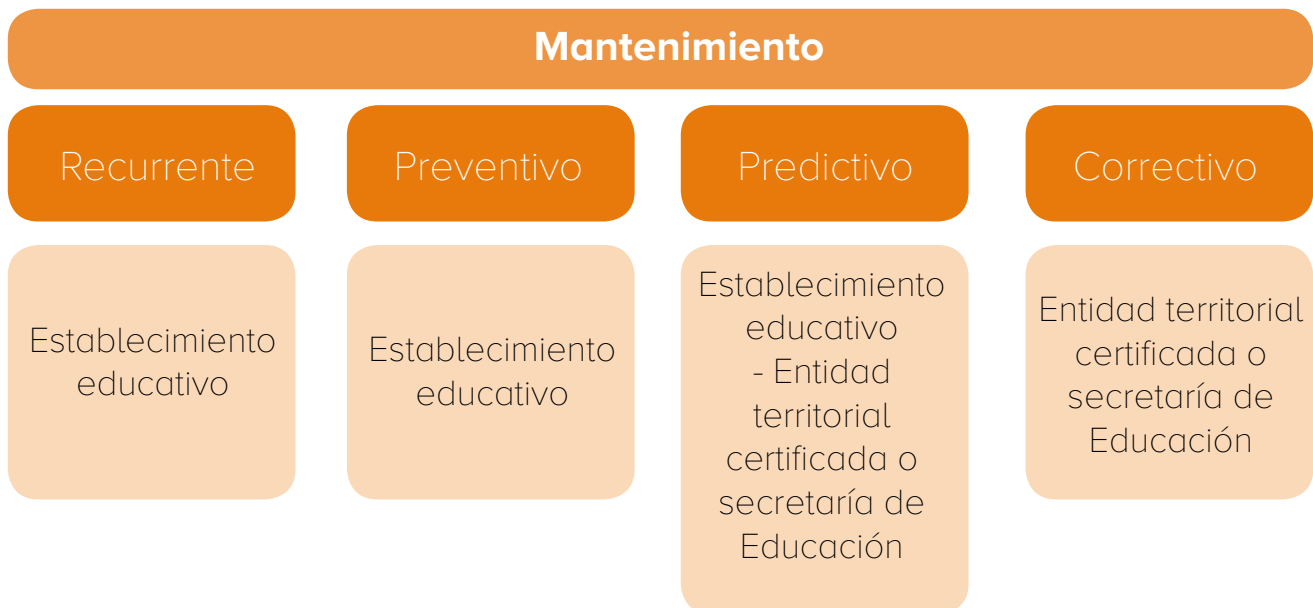 Mantenimiento
Recurrente
Preventivo
Predictivo
Correctivo
Establecimiento
educativo
Establecimiento
educativo
Establecimiento
educativo
- Entidad
territorial
certificada o
secretaría de
Educación
Entidad territorial
certificada o
secretaría de
Educación